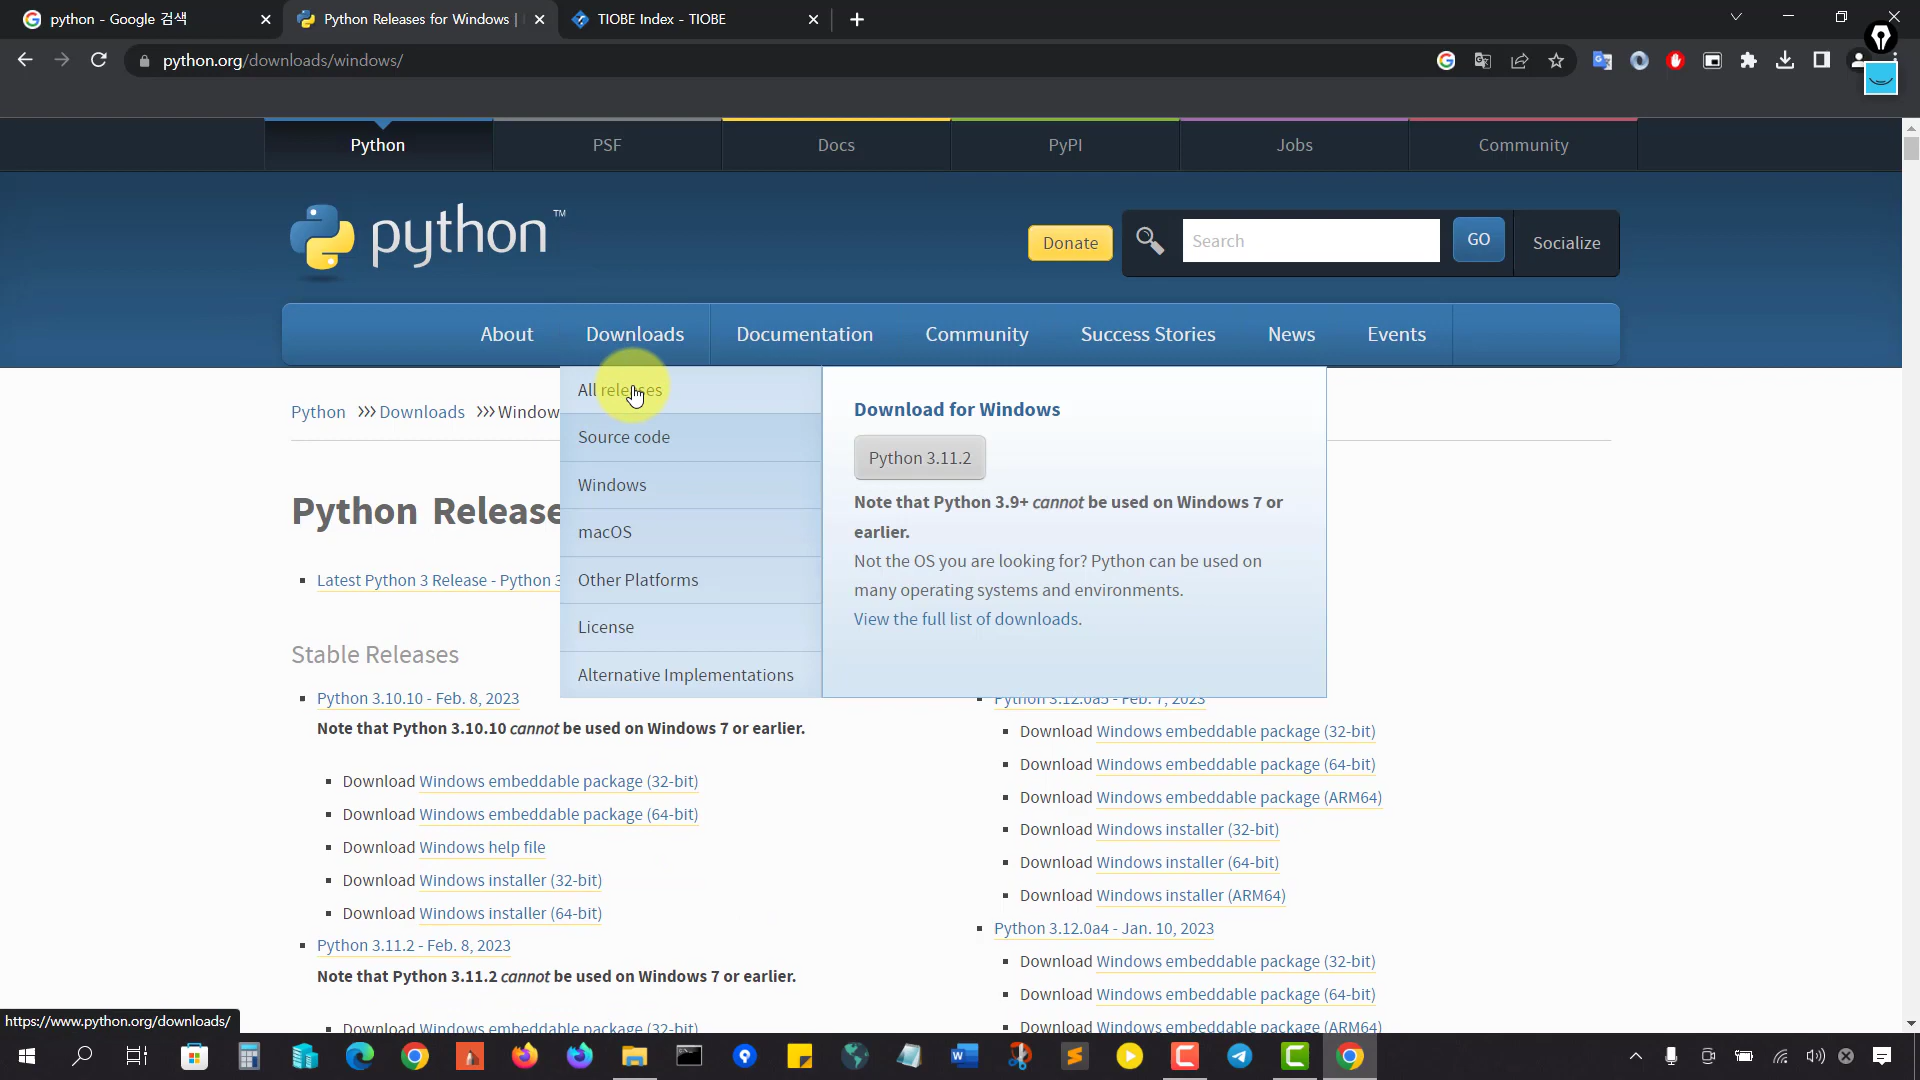 python - Google 검색
Python Releases for Windows |
TIOBE Index - TIOBE
python.org/downloads/windows/
Python
PSF
Docs
PyPI
Jobs
Community
python™
Donate
Search
GO
Socialize
About
Downloads
Documentation
Community
Success Stories
News
Events
Python >>> Downloads >>> Window
All releases
Source code
Windows
macOS
Other Platforms
License
Alternative Implementations
Download for Windows
Python 3.11.2
Note that Python 3.9+ cannot be used on Windows 7 or
earlier.
Not the OS you are looking for? Python can be used on
many operating systems and environments.
View the full list of downloads.
Python Release
Latest Python 3 Release - Python 3
Stable Releases
Python 3.10.10 - Feb. 8, 2023
Note that Python 3.10.10 cannot be used on Windows 7 or earlier.
Download Windows embeddable package (32-bit)
Download Windows embeddable package (64-bit)
Download Windows help file
Download Windows installer (32-bit)
Download Windows installer (64-bit)
Python 3.11.2 - Feb. 8, 2023
Note that Python 3.11.2 cannot be used on Windows 7 or earlier.
Download Windows embeddable package (32-bit)
Python 3.12.0a5 - Feb. 7, 2023
Download Windows embeddable package (32-bit)
Download Windows embeddable package (64-bit)
Download Windows embeddable package (ARM64)
Download Windows installer (32-bit)
Download Windows installer (64-bit)
Download Windows installer (ARM64)
Python 3.12.0a4 - Jan. 10, 2023
Download Windows embeddable package (32-bit)
Download Windows embeddable package (64-bit)
Download Windows embeddable package (ARM64)
https://www.python.org/downloads/